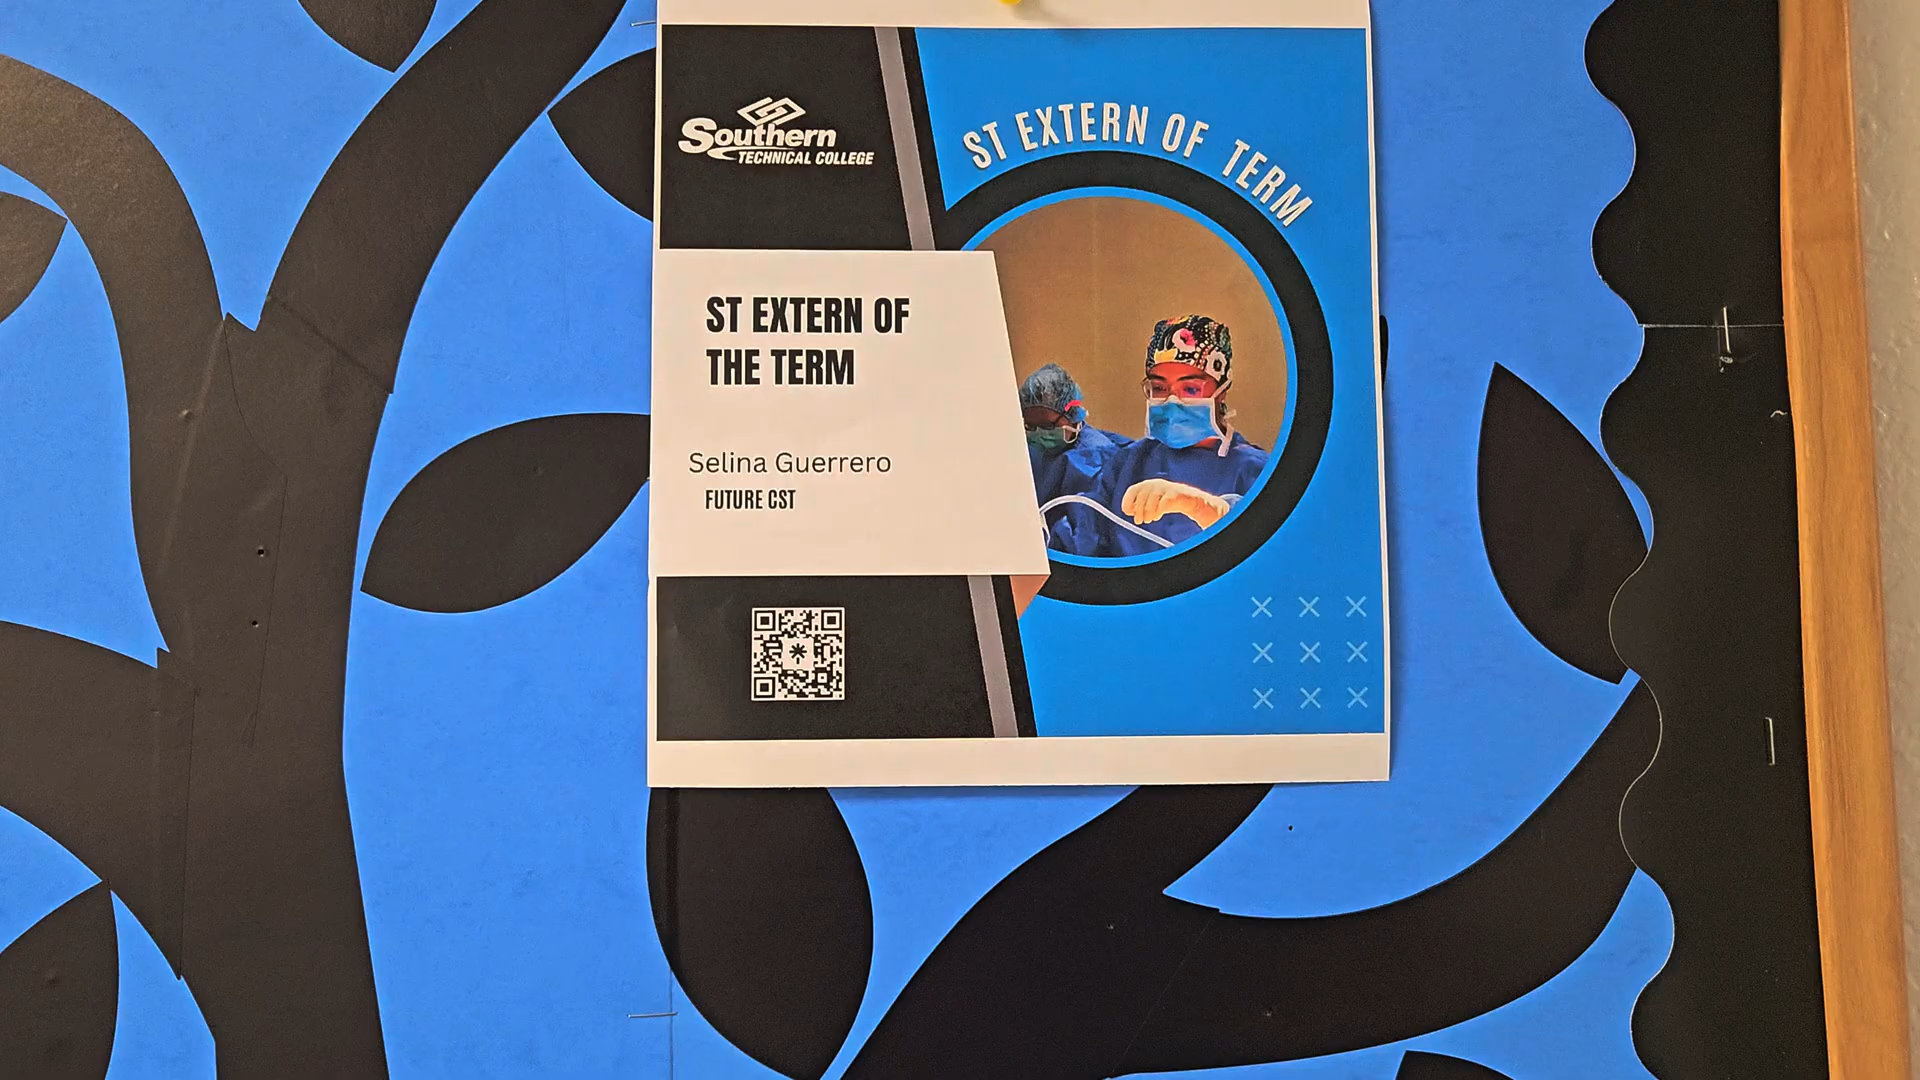 Southern
TECHNICAL COLLEGE
ST EXTERN OF TERM
ST EXTERN OF
THE TERM
Selina Guerrero
FUTURE CST